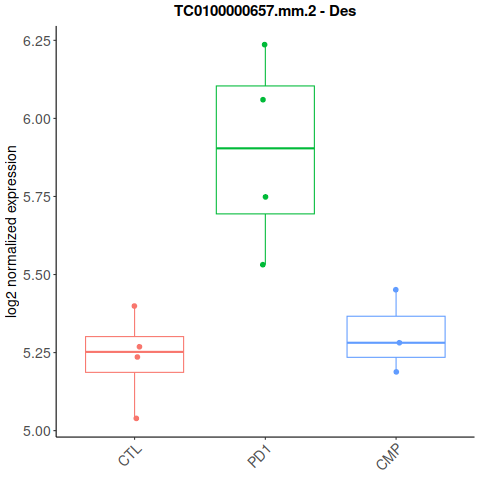 TC0100000657.mm.2 - Des
log2 normalized expression
6.25
6.00
5.75
5.50
5.25
5.00
CTL
PD1
CMP